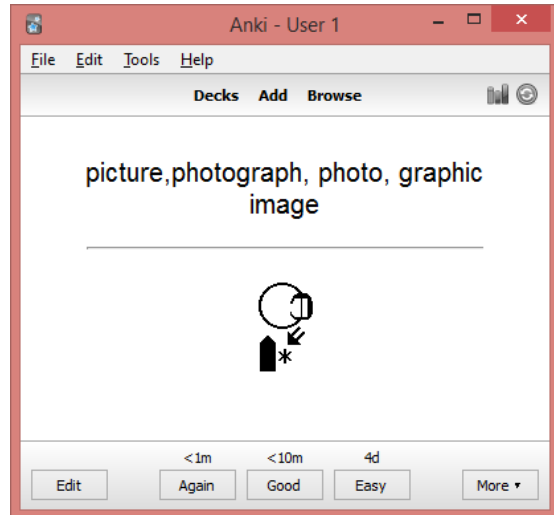 Anki - User 1
File Edit Tools Help
Decks Add Browse
picture,photograph, photo, graphic
image
<1m <10m 4d
Edit Again Good Easy More ▾